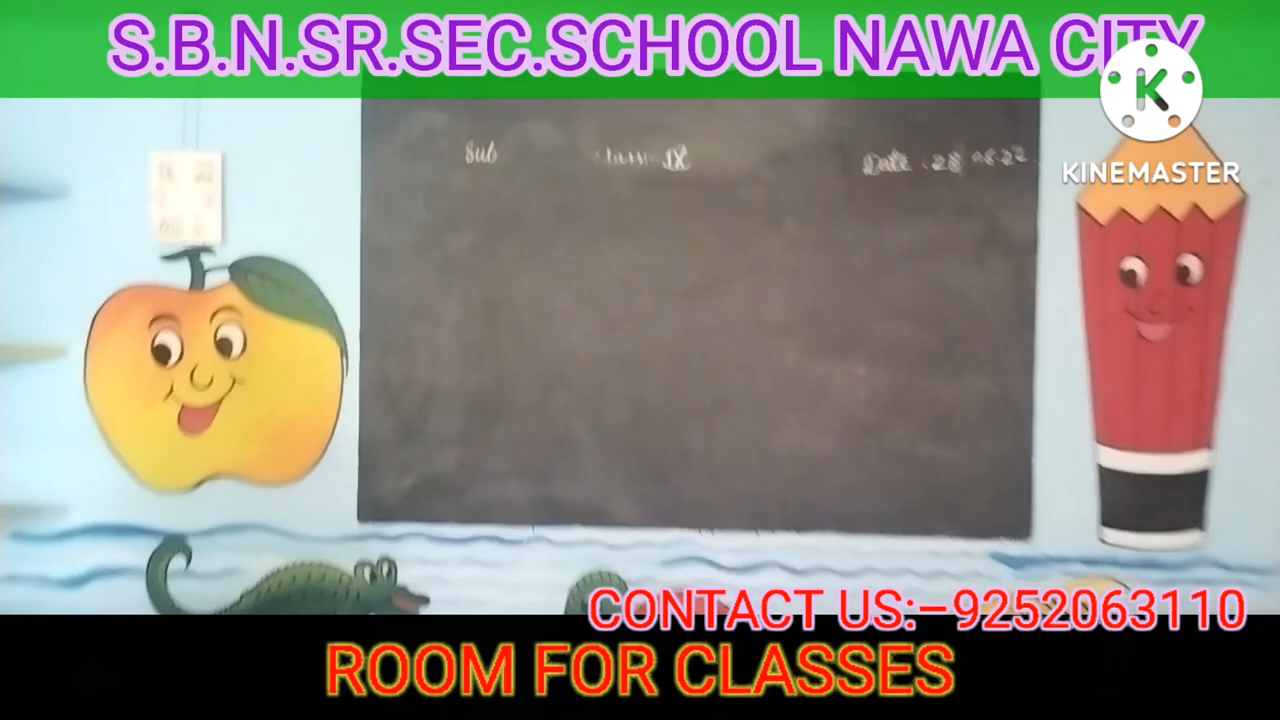 S.B.N.SR.SEC.SCHOOL NAWA CITY
K
KINEMASTER
Sub Class-IX Date
CONTACT US:–9252063110
ROOM FOR CLASSES